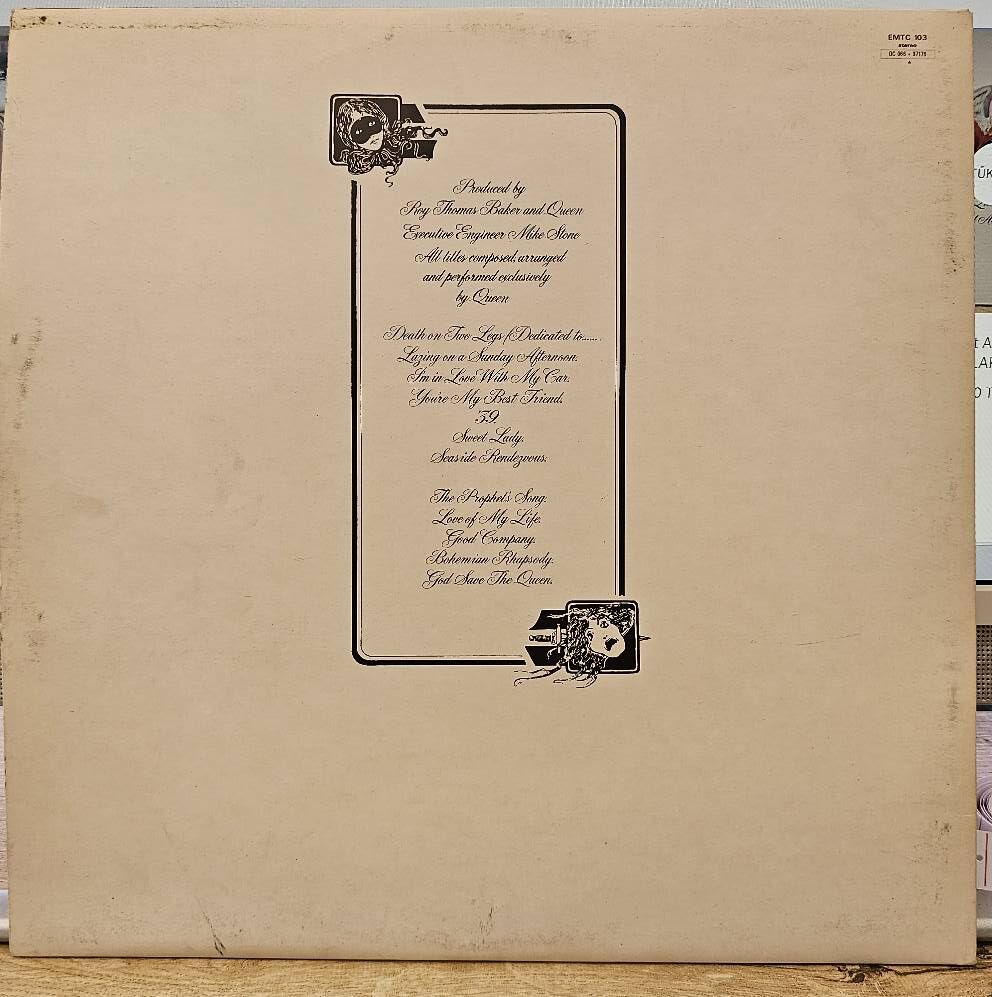 EMTC 103
stereo
OC 066 · 97176
Produced by
Roy Thomas Baker and Queen
Executive Engineer Mike Stone
All titles composed, arranged
and performed exclusively
by Queen
Death on Two Legs (Dedicated to......
Lazing on a Sunday Afternoon.
I'm in Love With My Car.
You're My Best Friend.
'39.
Sweet Lady.
Seaside Rendezvous.
The Prophet's Song.
Love of My Life.
Good Company.
Bohemian Rhapsody.
God Save The Queen.